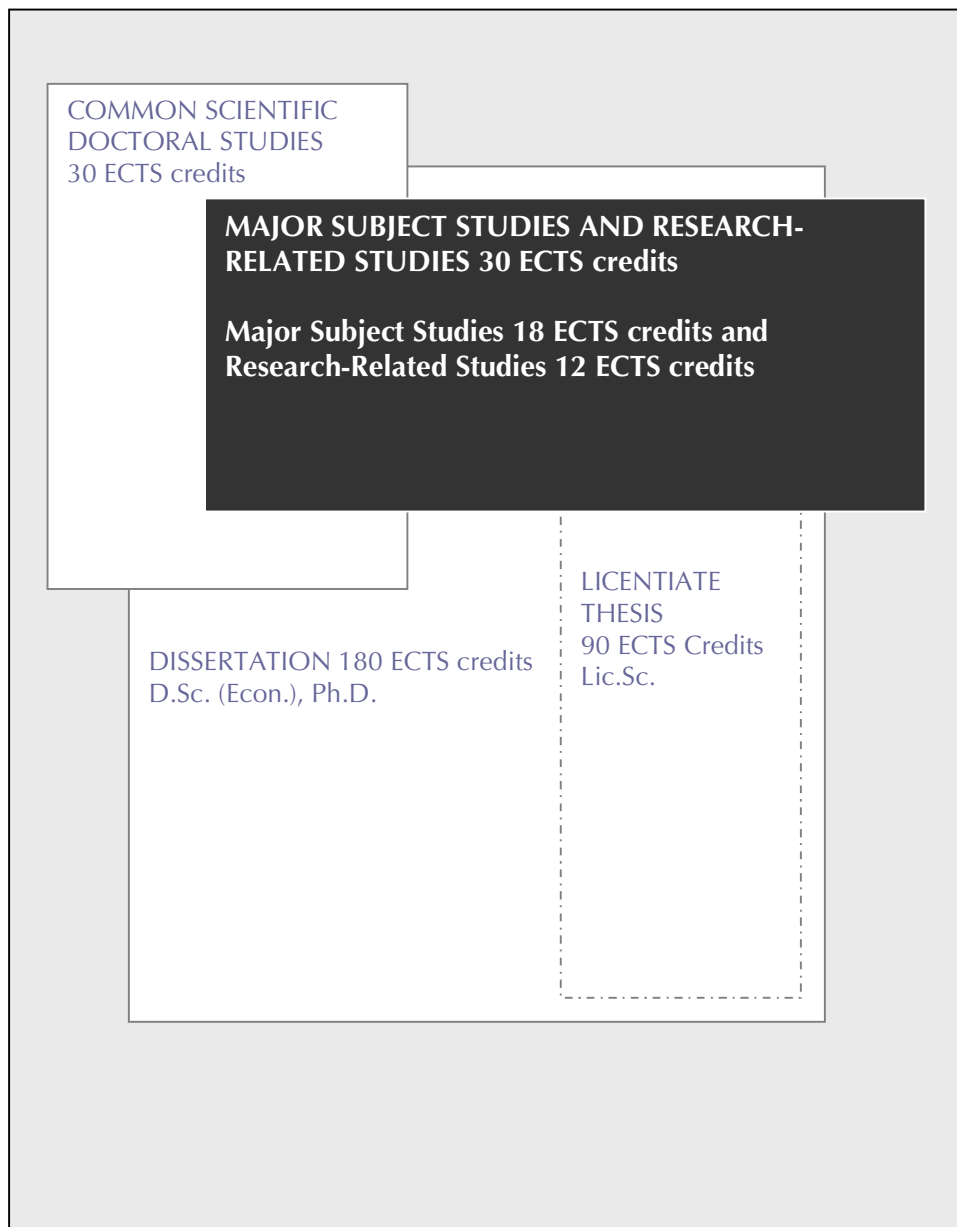 COMMON SCIENTIFIC
DOCTORAL STUDIES
30 ECTS credits
MAJOR SUBJECT STUDIES AND RESEARCH-
RELATED STUDIES 30 ECTS credits
Major Subject Studies 18 ECTS credits and
Research-Related Studies 12 ECTS credits
LICENTIATE
THESIS
90 ECTS Credits
Lic.Sc.
DISSERTATION 180 ECTS credits
D.Sc. (Econ.), Ph.D.